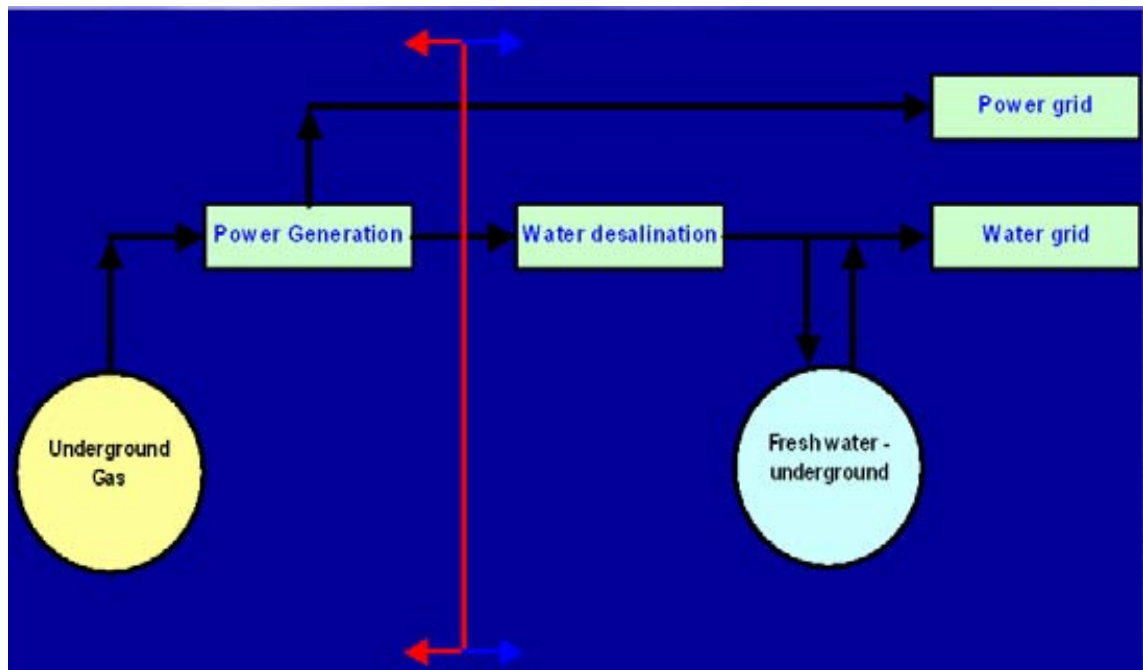 Power grid
Power Generation
Water desalination
Water grid
Underground
Gas
Fresh water -
underground